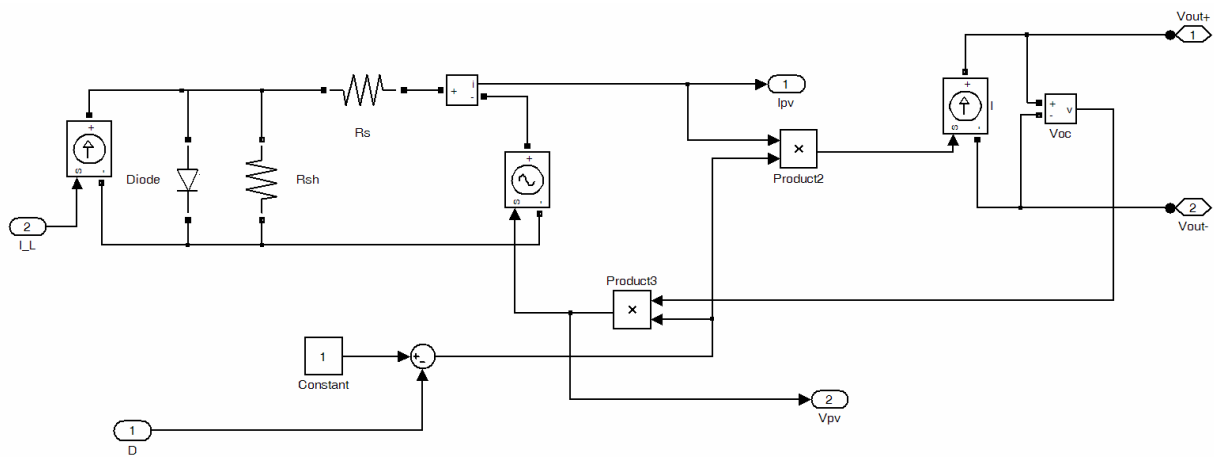 Vout+
1
i
+
-
1
Ipv
Rs
+
I
s
-
+
-
v
Voc
+
s
-
Diode
Rsh
×
Product2
+
s
-
2
I_L
2
Vout-
Product3
×
1
Constant
+
-
2
Vpv
1
D